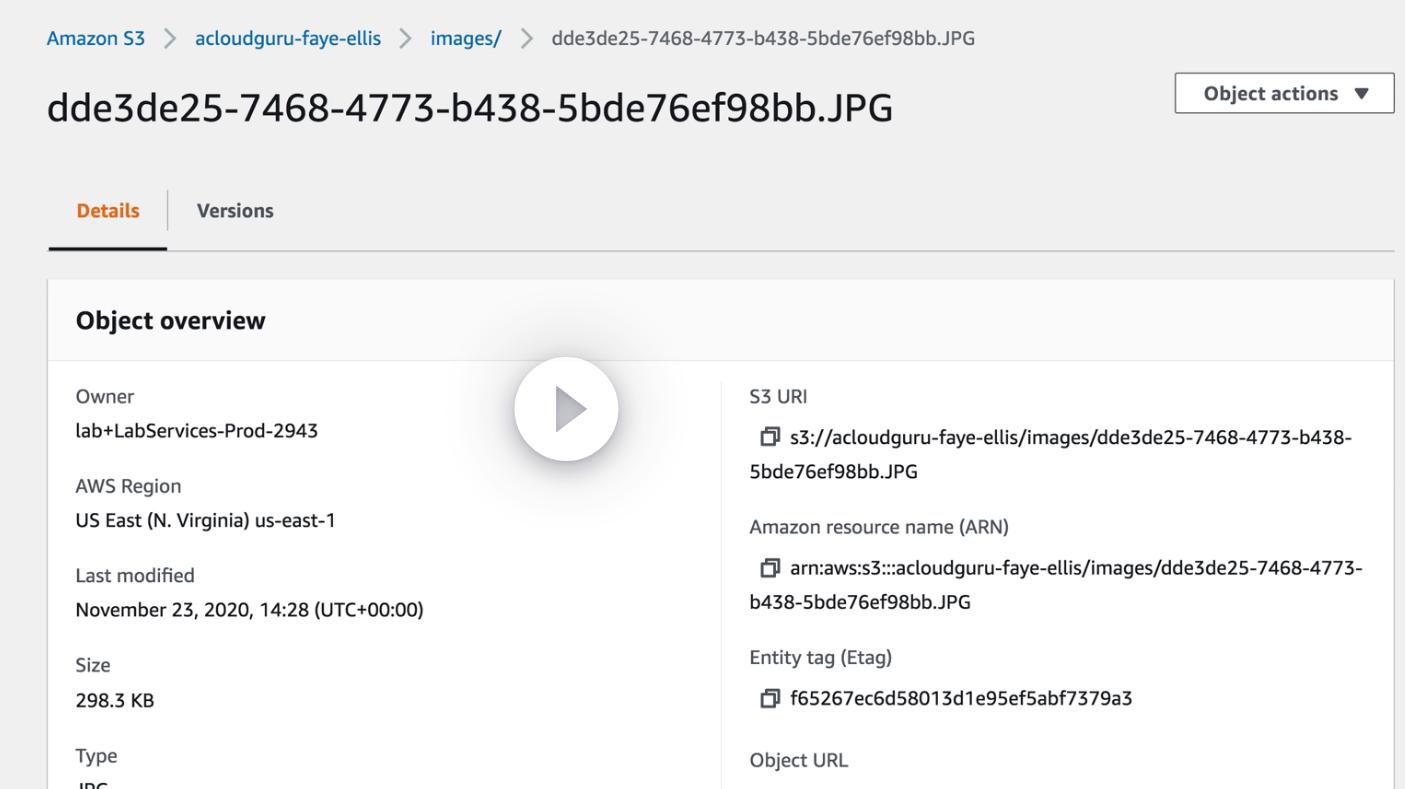 Amazon S3 > acloudguru-faye-ellis > images/ > dde3de25-7468-4773-b438-5bde76ef98bb.JPG
dde3de25-7468-4773-b438-5bde76ef98bb.JPG
Object actions ▼
Details
Versions
Object overview
Owner
lab+LabServices-Prod-2943
AWS Region
US East (N. Virginia) us-east-1
Last modified
November 23, 2020, 14:28 (UTC+00:00)
Size
298.3 KB
Type
JPG
S3 URI
s3://acloudguru-faye-ellis/images/dde3de25-7468-4773-b438-
5bde76ef98bb.JPG
Amazon resource name (ARN)
arn:aws:s3:::acloudguru-faye-ellis/images/dde3de25-7468-4773-
b438-5bde76ef98bb.JPG
Entity tag (Etag)
f65267ec6d58013d1e95ef5abf7379a3
Object URL